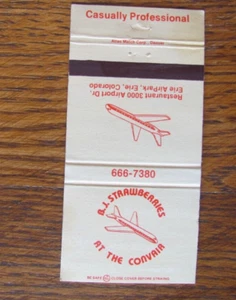 Casually Professional
Restaurant 3000 Airport Dr.
Erie AirPark, Erie, Colorado
666-7380
B.J. STRAWBERRIES
AT THE CONVAIR